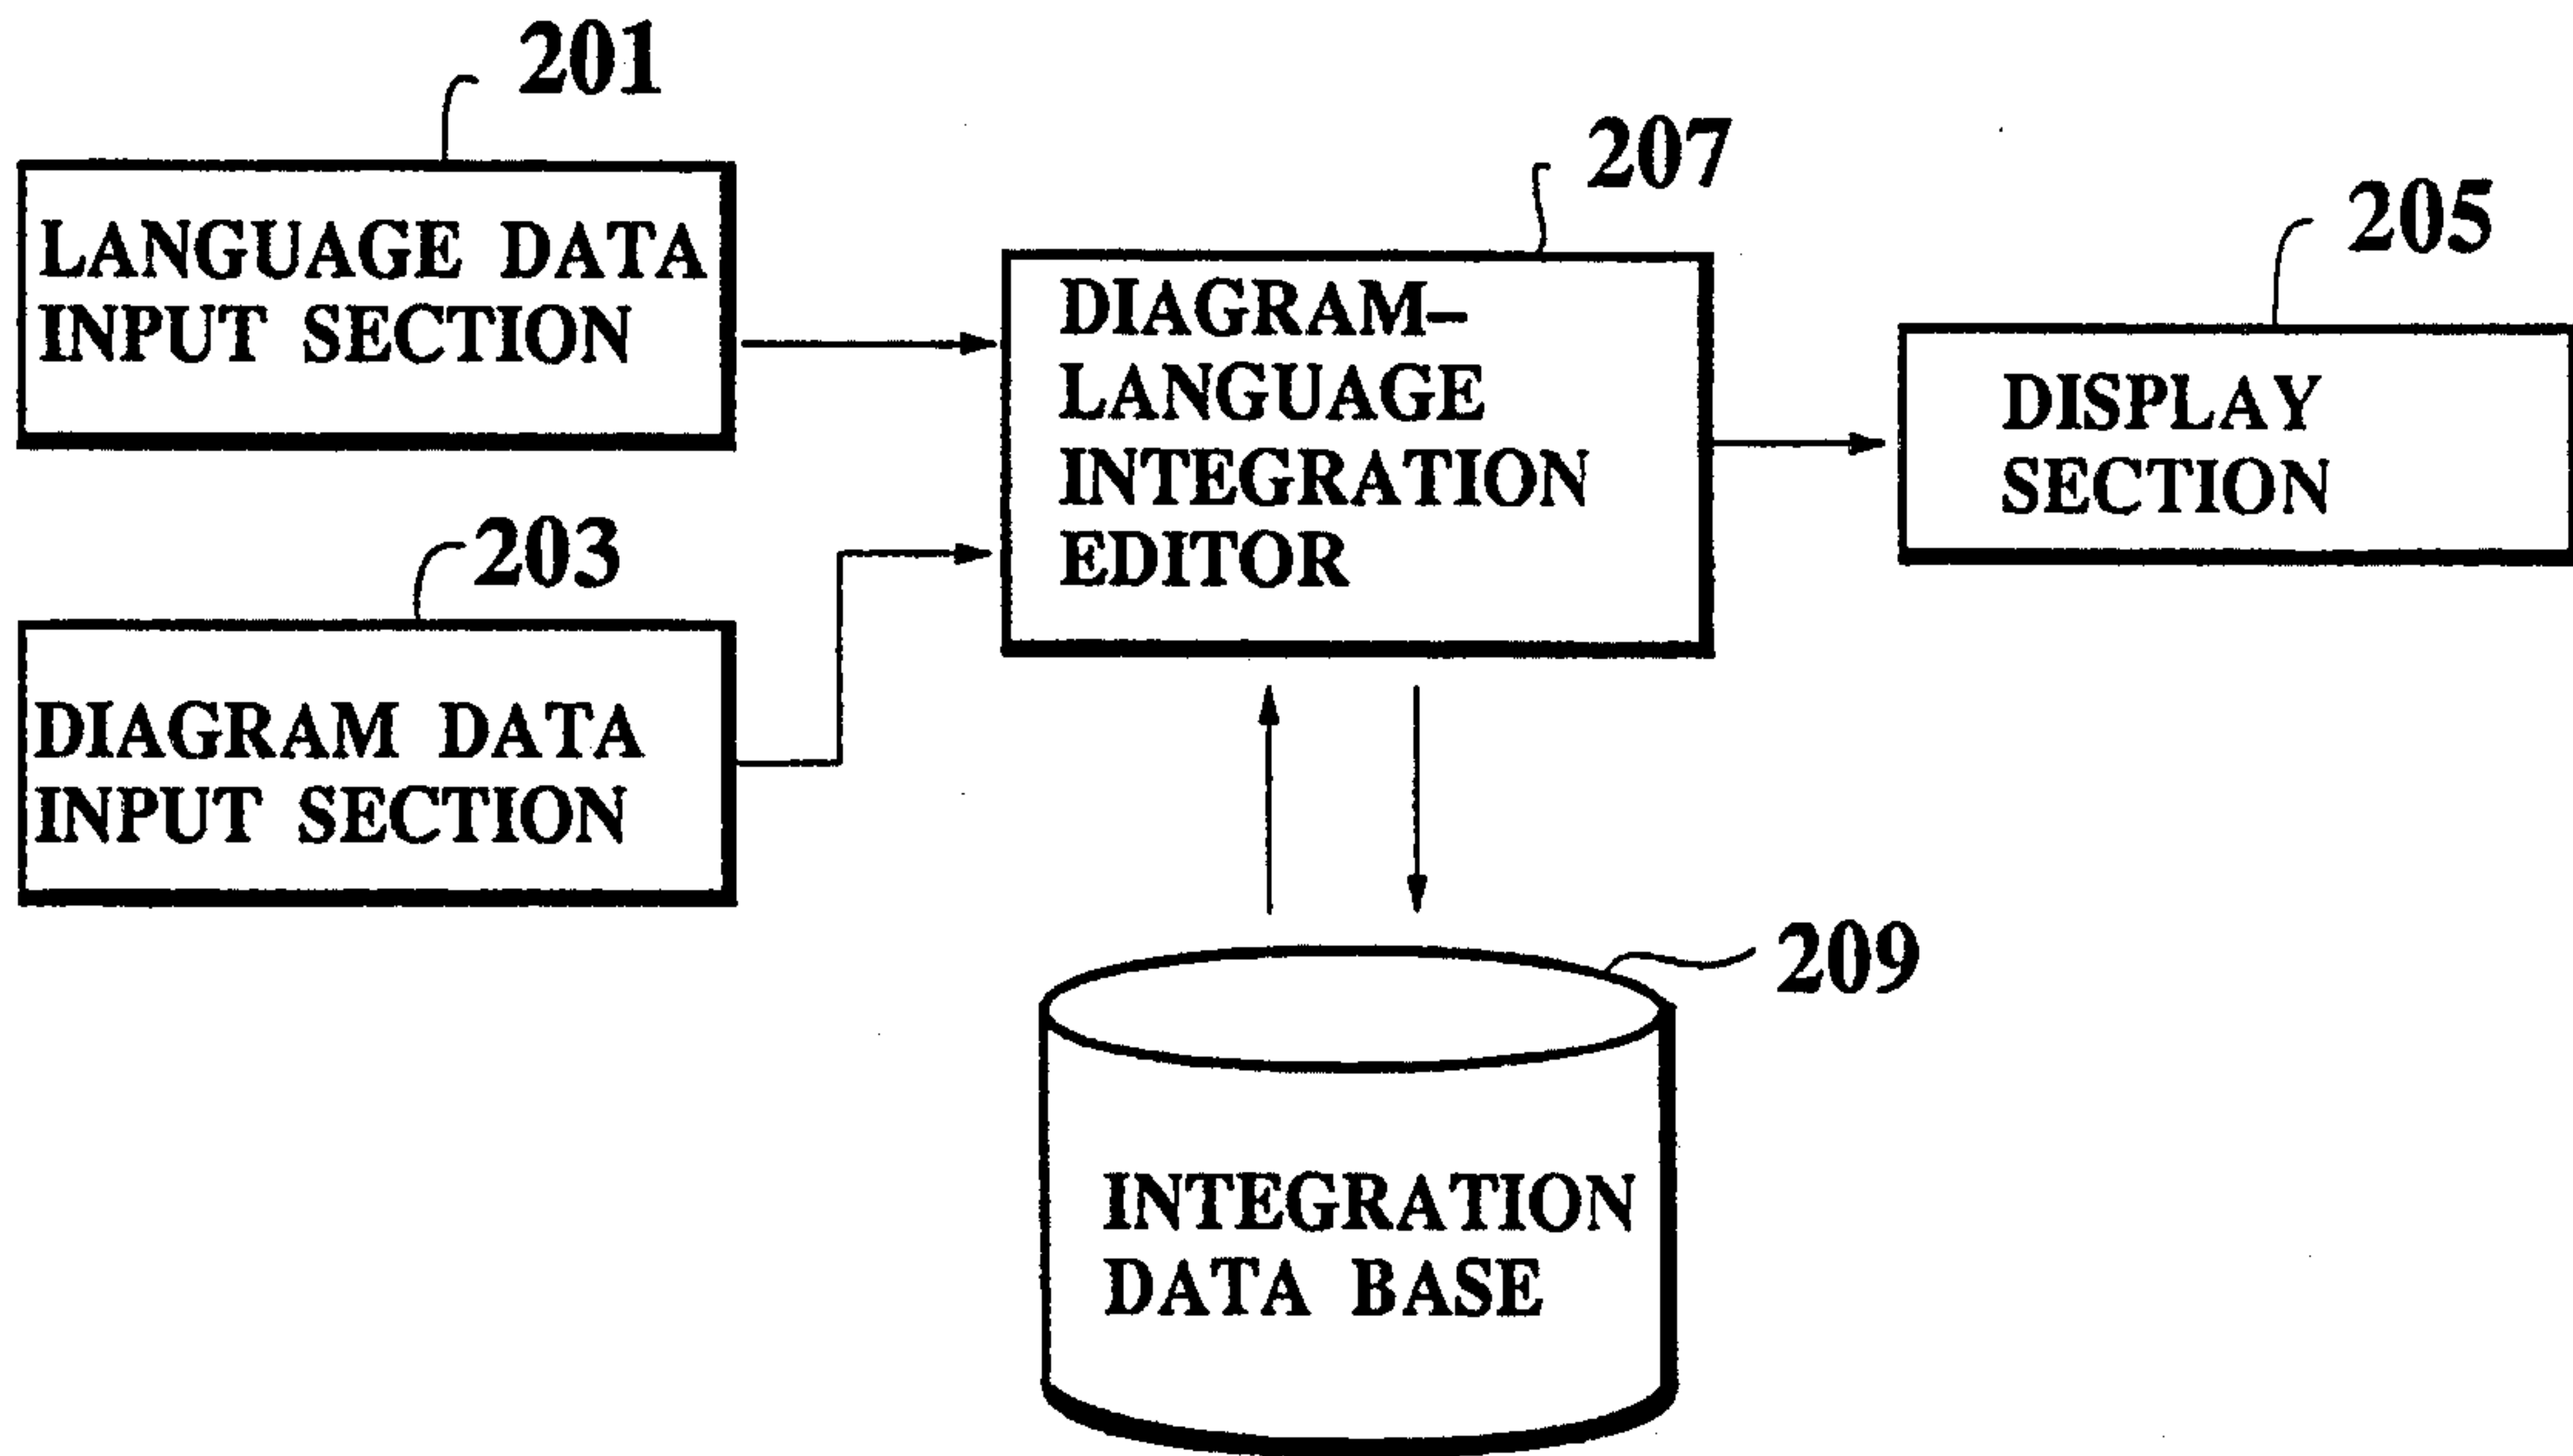 201
LANGUAGE DATA
INPUT SECTION
203
DIAGRAM DATA
INPUT SECTION
207
DIAGRAM–
LANGUAGE
INTEGRATION
EDITOR
205
DISPLAY
SECTION
209
INTEGRATION
DATA BASE